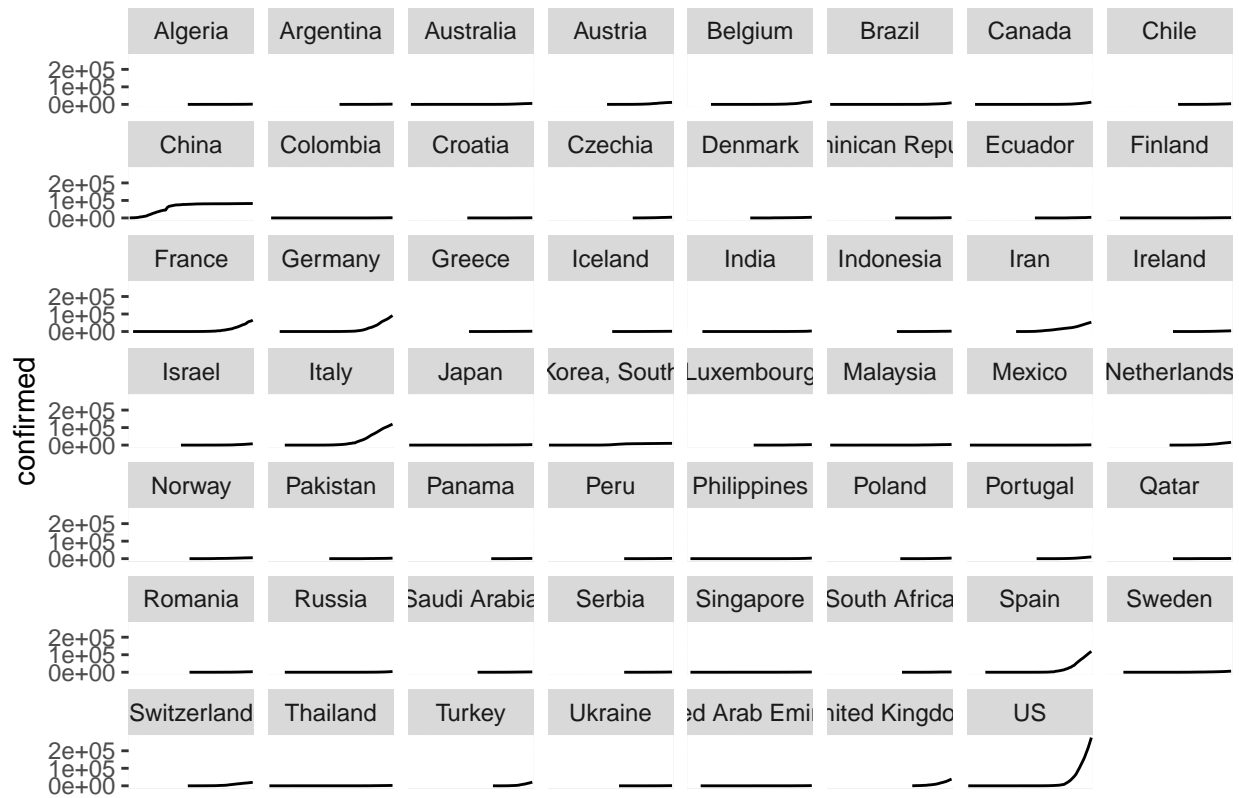 Algeria Argentina Australia Austria Belgium Brazil Canada Chile
2e+05
1e+05
0e+00
China Colombia Croatia Czechia Denmark ninican Repu Ecuador Finland
2e+05
1e+05
0e+00
France Germany Greece Iceland India Indonesia Iran Ireland
2e+05
1e+05
0e+00
Israel Italy Japan Korea, South Luxembourg Malaysia Mexico Netherlands
2e+05
1e+05
0e+00
confirmed
Norway Pakistan Panama Peru Philippines Poland Portugal Qatar
2e+05
1e+05
0e+00
Romania Russia Saudi Arabia Serbia Singapore South Africa Spain Sweden
2e+05
1e+05
0e+00
Switzerland Thailand Turkey Ukraine ed Arab Emir nited Kingdo US
2e+05
1e+05
0e+00